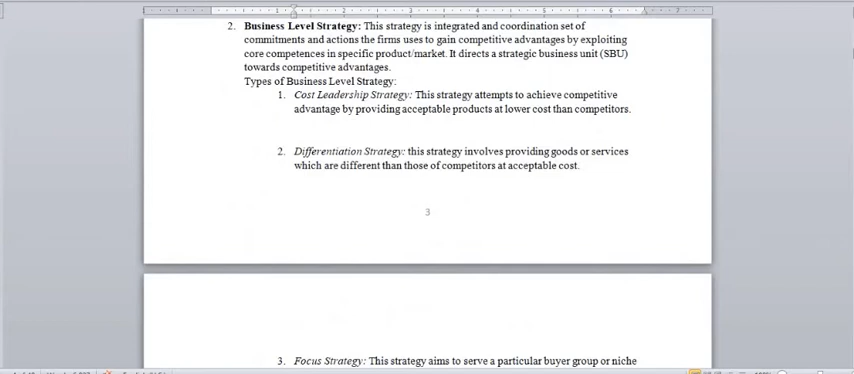 2. Business Level Strategy: This strategy is integrated and coordination set of
commitments and actions the firms uses to gain competitive advantages by exploiting
core competences in specific product/market. It directs a strategic business unit (SBU)
towards competitive advantages.
Types of Business Level Strategy:
1. Cost Leadership Strategy: This strategy attempts to achieve competitive
advantage by providing acceptable products at lower cost than competitors.
2. Differentiation Strategy: this strategy involves providing goods or services
which are different than those of competitors at acceptable cost.
3
3. Focus Strategy: This strategy aims to serve a particular buyer group or niche